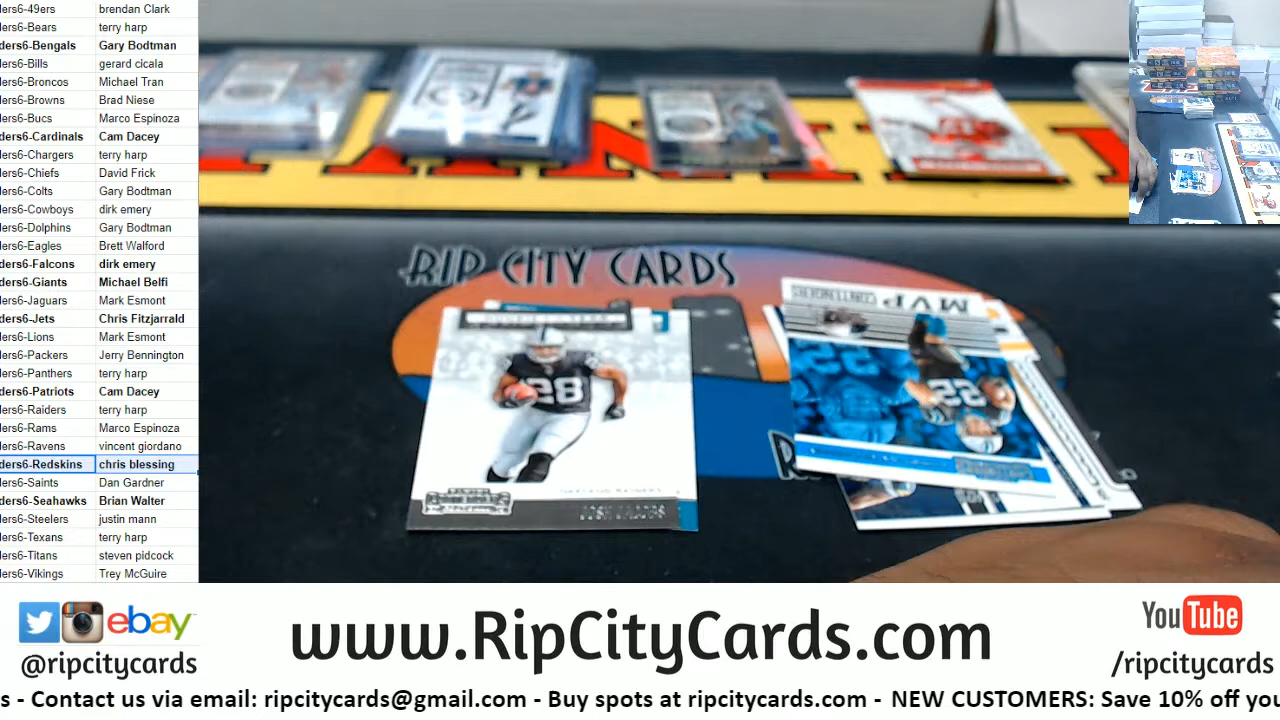 ders6-49ers brendan Clark
ders6-Bears terry harp
ders6-Bengals Gary Bodtman
ders6-Bills gerard cicala
ders6-Broncos Michael Tran
ders6-Browns Brad Niese
ders6-Bucs Marco Espinoza
ders6-Cardinals Cam Dacey
ders6-Chargers terry harp
ders6-Chiefs David Frick
ders6-Colts Gary Bodtman
ders6-Cowboys dirk emery
ders6-Dolphins Gary Bodtman
ders6-Eagles Brett Walford
ders6-Falcons dirk emery
ders6-Giants Michael Belfi
ders6-Jaguars Mark Esmont
ders6-Jets Chris Fitzjarrald
ders6-Lions Mark Esmont
ders6-Packers Jerry Bennington
ders6-Panthers terry harp
ders6-Patriots Cam Dacey
ders6-Raiders terry harp
ders6-Rams Marco Espinoza
ders6-Ravens vincent giordano
ders6-Redskins chris blessing
ders6-Saints Dan Gardner
ders6-Seahawks Brian Walter
ders6-Steelers justin mann
ders6-Texans terry harp
ders6-Titans steven pidcock
ders6-Vikings Trey McGuire
RIP CITY CARDS
MVP
CONTENDERS
28
22
ebay
@ripcitycards
www.RipCityCards.com
YouTube
/ripcitycards
s - Contact us via email: ripcitycards@gmail.com - Buy spots at ripcitycards.com - NEW CUSTOMERS: Save 10% off you